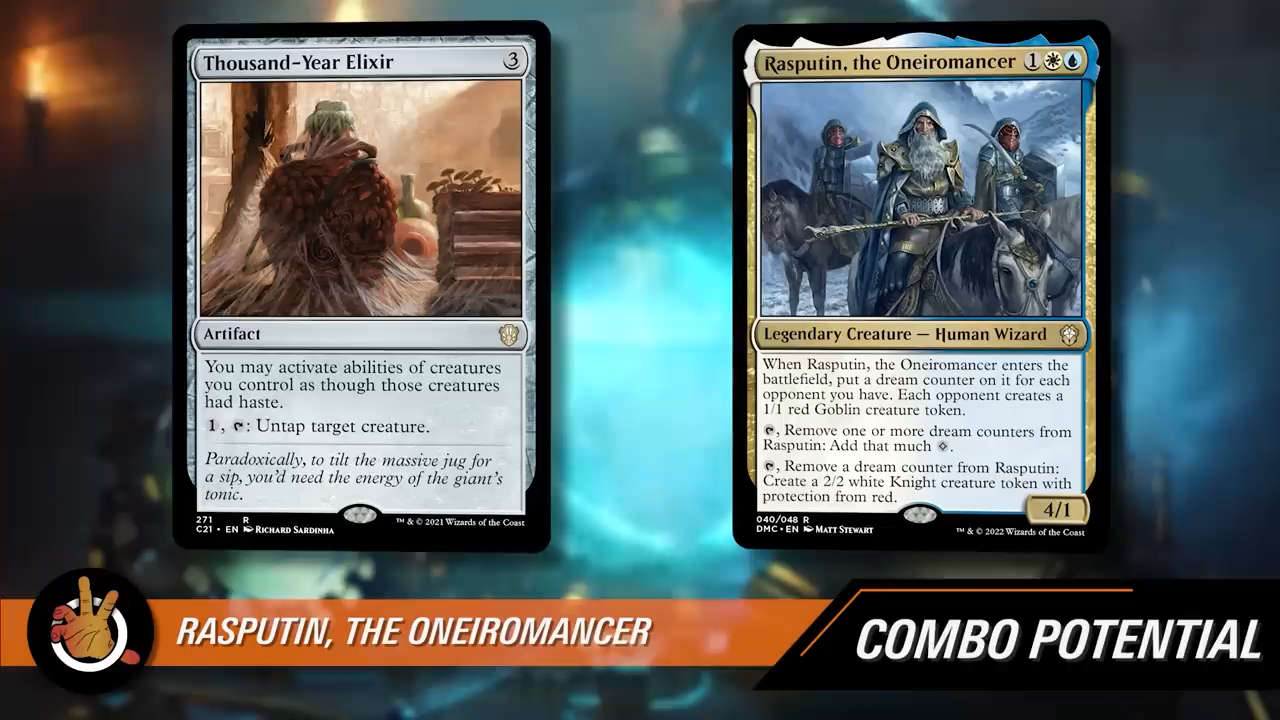 Thousand-Year Elixir 3
Artifact
You may activate abilities of creatures
you control as though those creatures
had haste.
1, : Untap target creature.
Paradoxically, to tilt the massive jug for
a sip, you'd need the energy of the giant's
tonic.
271 R
C21 • EN Richard Sardinha
™ & © 2021 Wizards of the Coast
Rasputin, the Oneiromancer 1
Legendary Creature — Human Wizard
When Rasputin, the Oneiromancer enters the
battlefield, put a dream counter on it for each
opponent you have. Each opponent creates a
1/1 red Goblin creature token.
, Remove one or more dream counters from
Rasputin: Add that much .
, Remove a dream counter from Rasputin:
Create a 2/2 white Knight creature token with
protection from red.
4/1
040/048 R
DMC • EN Matt Stewart
™ & © 2022 Wizards of the Coast
RASPUTIN, THE ONEIROMANCER
COMBO POTENTIAL